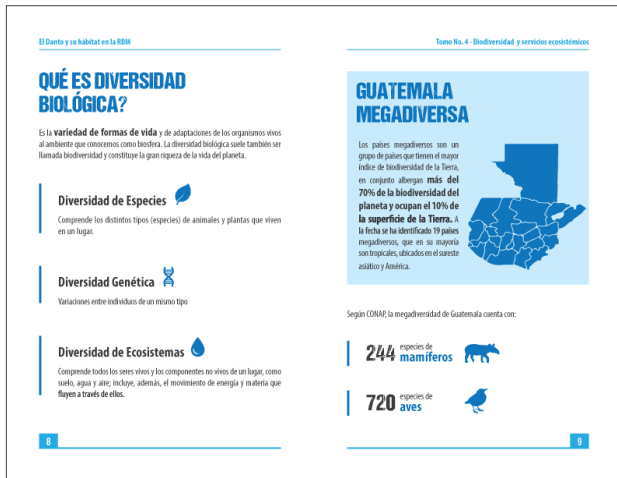 El Danto y su hábitat en la RBM
QUÉ ES DIVERSIDAD
BIOLÓGICA?
Es la variedad de formas de vida y de adaptaciones de los organismos vivos
al ambiente que conocemos como biosfera. La diversidad biológica suele también ser
llamada biodiversidad y constituye la gran riqueza de la vida del planeta.
Diversidad de Especies
Comprende los distintos tipos (especies) de animales y plantas que viven
en un lugar.
Diversidad Genética
Variaciones entre individuos de un mismo tipo
Diversidad de Ecosistemas
Comprende todos los seres vivos y los componentes no vivos de un lugar, como
suelo, agua y aire; incluye, además, el movimiento de energía y materia que
fluyen a través de ellos.
8
Tomo No. 4 - Biodiversidad y servicios ecosistémicos
GUATEMALA
MEGADIVERSA
Los países megadiversos son un
grupo de países que tienen el mayor
índice de biodiversidad de la Tierra,
en conjunto albergan más del
70% de la biodiversidad del
planeta y ocupan el 10% de
la superficie de la Tierra. A
la fecha se ha identificado 19 países
megadiversos, que en su mayoría
son tropicales, ubicados en el sureste
asiático y América.
Según CONAP, la megadiversidad de Guatemala cuenta con:
244 especies de
mamíferos
720 especies de
aves
9